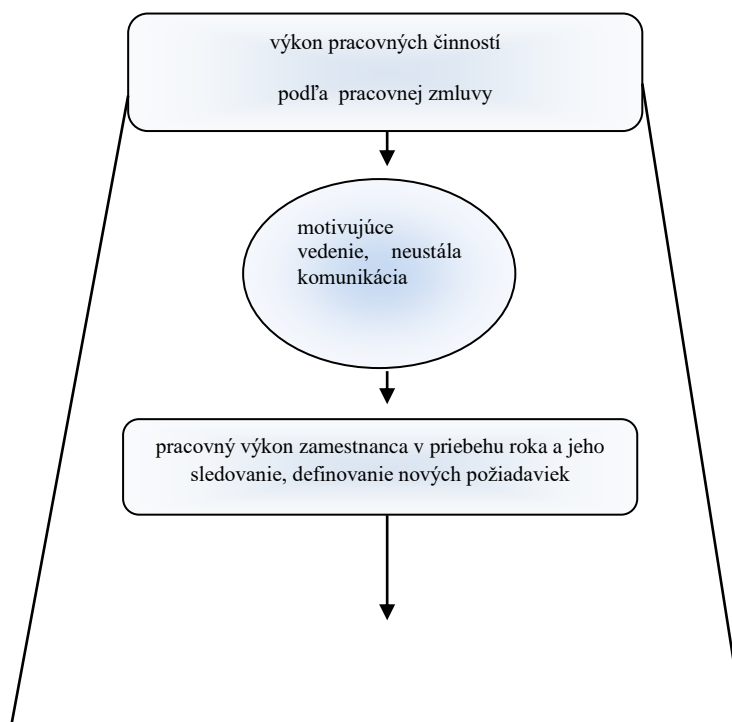 výkon pracovných činností
podľa pracovnej zmluvy
motivujúce
vedenie, neustála
komunikácia
pracovný výkon zamestnanca v priebehu roka a jeho
sledovanie, definovanie nových požiadaviek